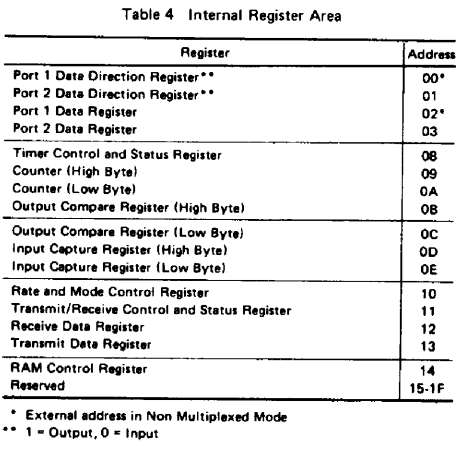 Table 4 Internal Register Area
Register Address
Port 1 Data Direction Register** 00*
Port 2 Data Direction Register** 01
Port 1 Data Register 02*
Port 2 Data Register 03
Timer Control and Status Register 08
Counter (High Byte) 09
Counter (Low Byte) 0A
Output Compare Register (High Byte) 0B
Output Compare Register (Low Byte) 0C
Input Capture Register (High Byte) 0D
Input Capture Register (Low Byte) 0E
Rate and Mode Control Register 10
Transmit/Receive Control and Status Register 11
Receive Data Register 12
Transmit Data Register 13
RAM Control Register 14
Reserved 15-1F
* External address in Non Multiplexed Mode
** 1 = Output, 0 = Input